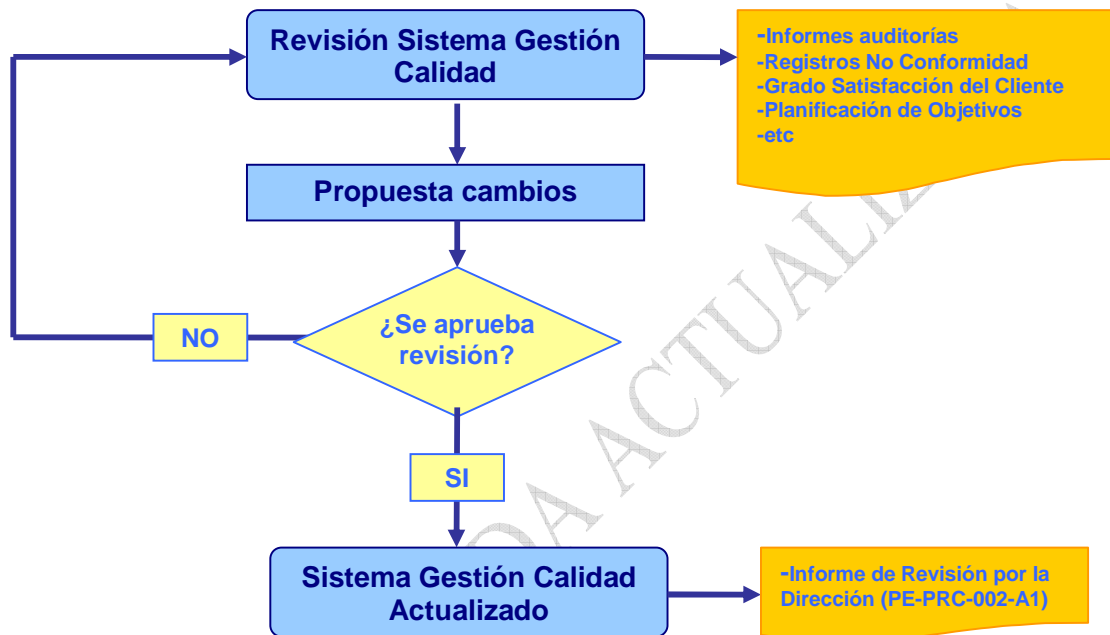 Revisión Sistema Gestión
Calidad
-Informes auditorías
-Registros No Conformidad
-Grado Satisfacción del Cliente
-Planificación de Objetivos
-etc
Propuesta cambios
¿Se aprueba
revisión?
NO
SI
Sistema Gestión Calidad
Actualizado
-Informe de Revisión por la
Dirección (PE-PRC-002-A1)
DA ACTUALIZ